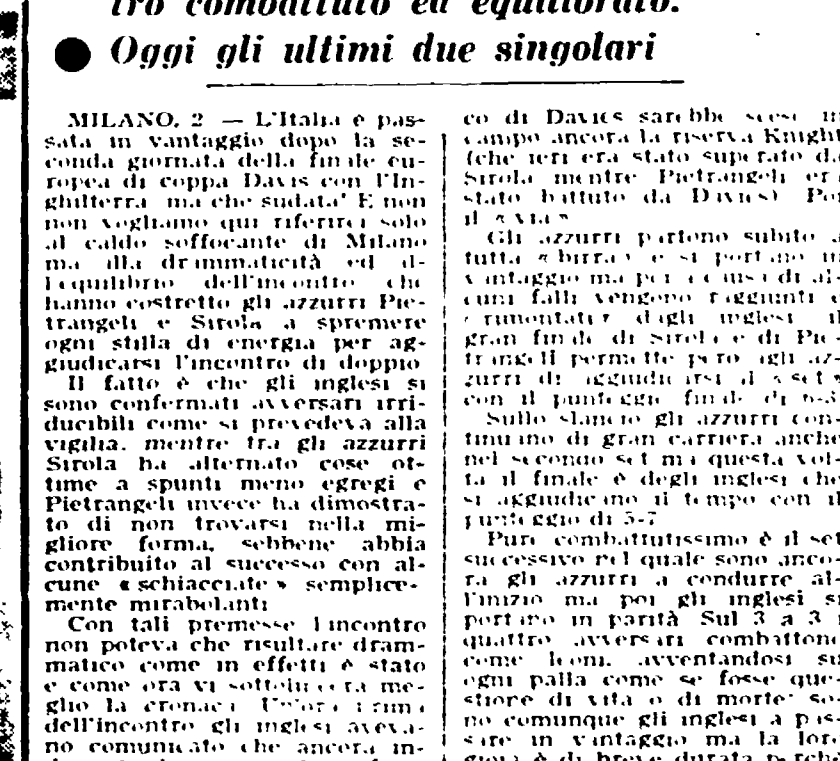 tro combattuto ed equilibrato.
● Oggi gli ultimi due singolari
MILANO, 2 — L'Italia è pas-
sata in vantaggio dopo la se-
conda giornata della finale eu-
ropea di coppa Davis con l'In-
ghilterra ma che sudata! E non
non vogliamo qui riferirci solo
al caldo soffocante di Milano
ma alla drammaticità ed al-
l'equilibrio dell'incontro che
hanno costretto gli azzurri Pie-
trangeli e Sirola a spremere
ogni stilla di energia per ag-
giudicarsi l'incontro di doppio
Il fatto è che gli inglesi si
sono confermati avversari irri-
ducibili come si prevedeva alla
vigilia, mentre tra gli azzurri
Sirola ha alternato cose ot-
time a spunti meno egregi e
Pietrangeli invece ha dimostra-
to di non trovarsi nella mi-
gliore forma, sebbene abbia
contribuito al successo con al-
cune « schiacciate » semplice-
mente mirabolanti
Con tali premesse l'incontro
non poteva che risultare dram-
matico come in effetti è stato
e come ora vi sottolineerà me-
glio la cronaca
dell'incontro gli inglesi aveva-
no comunicato che ancora in-
co di Davies sarebbe sceso in
campo ancora la riserva Knight
(che ieri era stato superato da
Sirola mentre Pietrangeli era
stato battuto da Davies) Poi
il « via »
Gli azzurri partono subito a
tutta « birra » e si portano in
vantaggio ma poi a causa di al-
cuni falli vengono raggiunti e
« rimontati » dagli inglesi il
gran finale di Sirola e di Pie-
trangeli permette però agli az-
zurri di aggiudicarsi il « set »
con il punteggio finale di
Sullo slancio gli azzurri con-
tinuano di gran carriera anche
nel secondo set ma questa vol-
ta il finale è degli inglesi che
si aggiudicano il tempo con il
punteggio di 5-7
Pure combattutissimo è il set
successivo nel quale sono anco-
ra gli azzurri a condurre al-
l'inizio ma poi gli inglesi si
portano in parità Sul 3 a 3 i
quattro avversari combattono
come leoni, avventandosi su
ogni palla come se fosse que-
stione di vita o di morte: so-
no comunque gli inglesi a pas-
sare in vantaggio ma la loro
gioia è di breve durata perchè